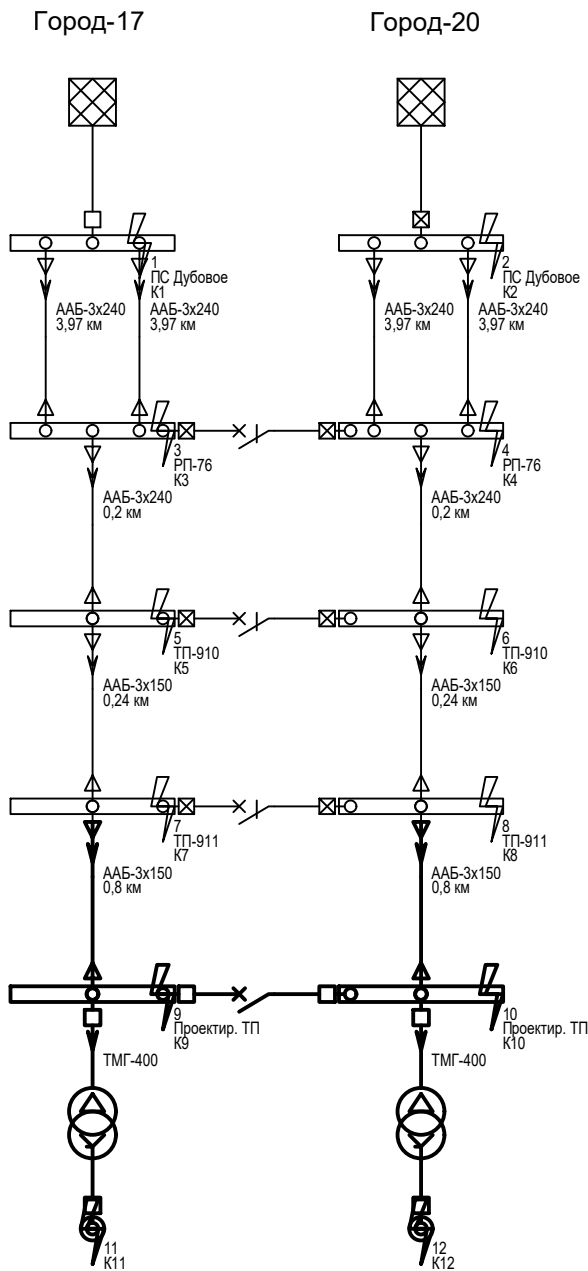 Город-17
Город-20
1
ПС Дубовое
К1
2
ПС Дубовое
К2
ААБ-3х240
3,97 км
ААБ-3х240
3,97 км
ААБ-3х240
3,97 км
ААБ-3х240
3,97 км
3
РП-76
К3
4
РП-76
К4
ААБ-3х240
0,2 км
ААБ-3х240
0,2 км
5
ТП-910
К5
6
ТП-910
К6
ААБ-3х150
0,24 км
ААБ-3х150
0,24 км
7
ТП-911
К7
8
ТП-911
К8
ААБ-3х150
0,8 км
ААБ-3х150
0,8 км
9
Проектир. ТП
К9
10
Проектир. ТП
К10
ТМГ-400
ТМГ-400
11
К11
12
К12